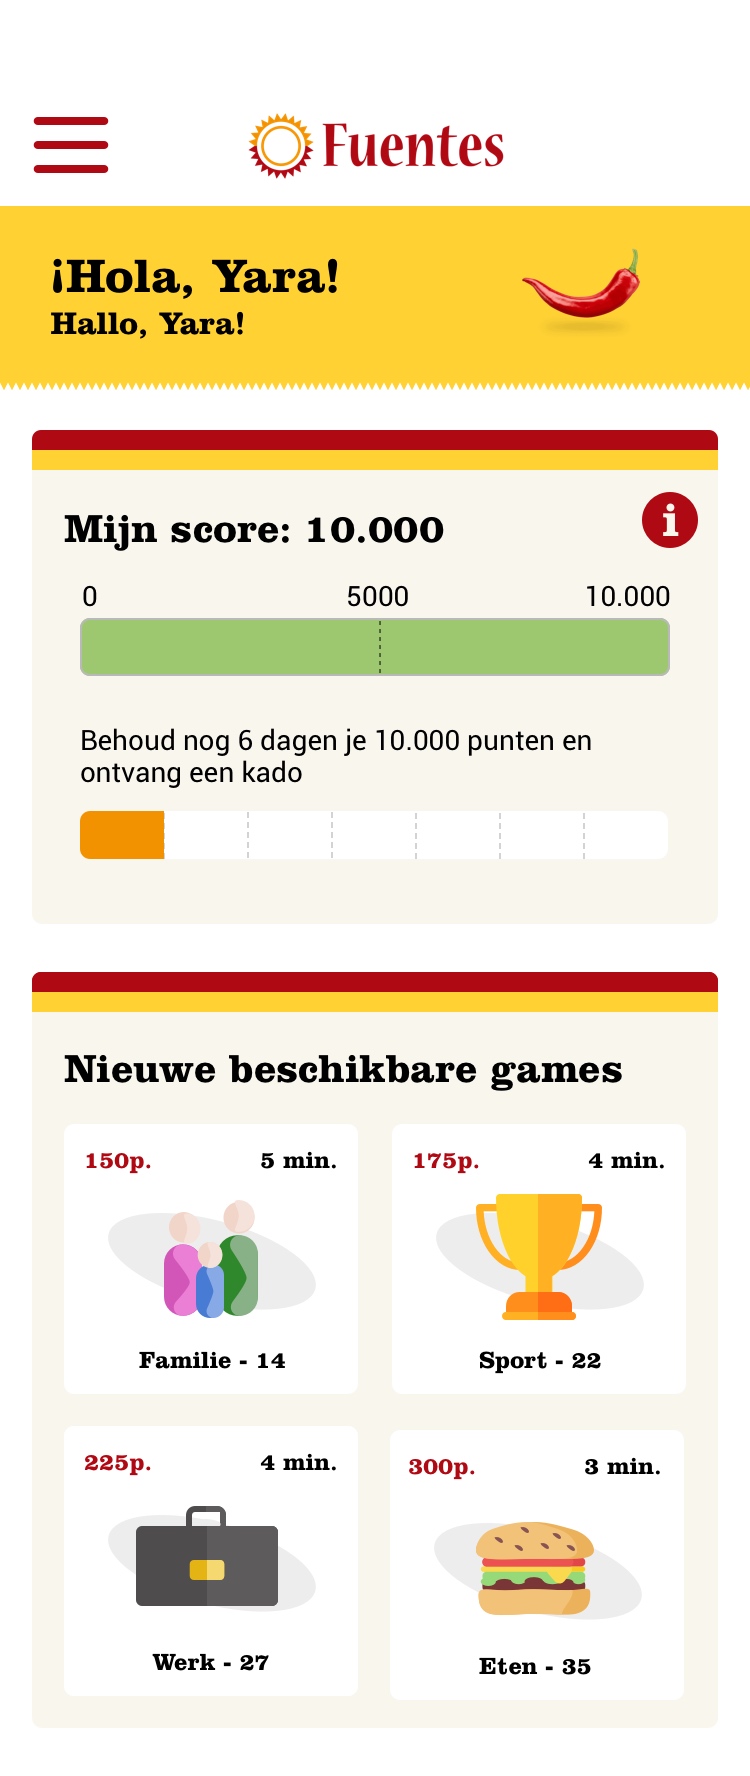 Fuentes
¡Hola, Yara!
Hallo, Yara!
Mijn score: 10.000
i
0 5000 10.000
Behoud nog 6 dagen je 10.000 punten en
ontvang een kado
Nieuwe beschikbare games
150p. 5 min.
Familie - 14
175p. 4 min.
Sport - 22
225p. 4 min.
Werk - 27
300p. 3 min.
Eten - 35